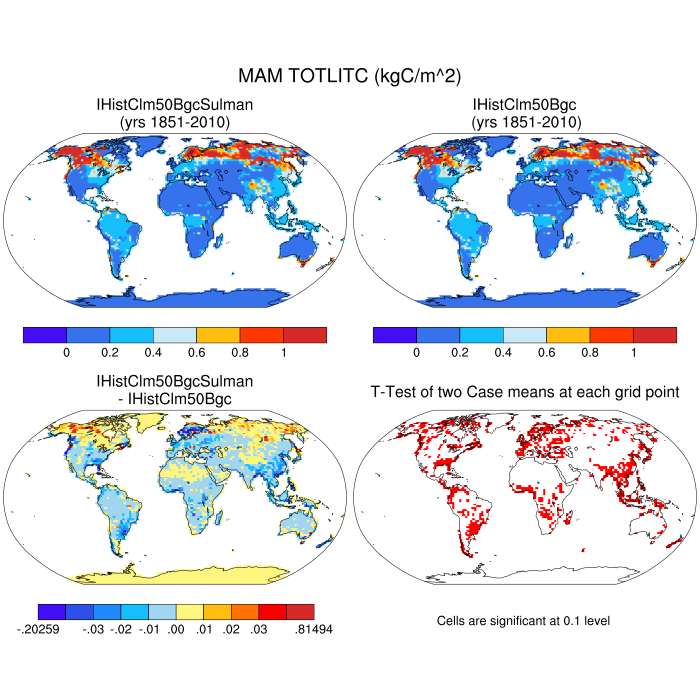 MAM TOTLITC (kgC/m^2)
IHistClm50BgcSulman
(yrs 1851-2010)
IHistClm50Bgc
(yrs 1851-2010)
0 0.2 0.4 0.6 0.8 1
0 0.2 0.4 0.6 0.8 1
IHistClm50BgcSulman
- IHistClm50Bgc
T-Test of two Case means at each grid point
-.20259 -.03 -.02 -.01 .00 .01 .02 .03 .81494
Cells are significant at 0.1 level